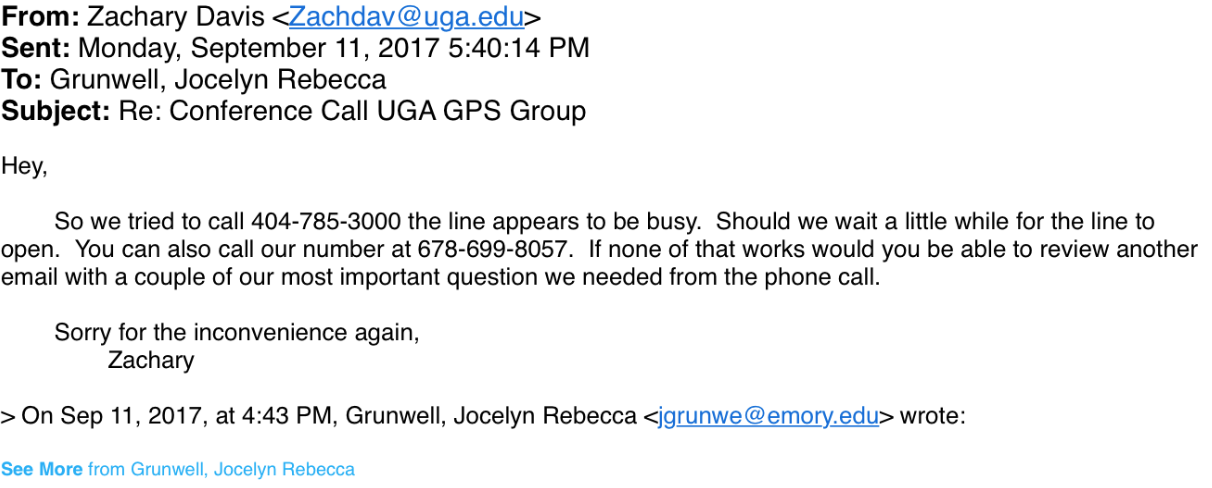 From: Zachary Davis <Zachdav@uga.edu>
Sent: Monday, September 11, 2017 5:40:14 PM
To: Grunwell, Jocelyn Rebecca
Subject: Re: Conference Call UGA GPS Group
Hey,
So we tried to call 404-785-3000 the line appears to be busy.  Should we wait a little while for the line to
open.  You can also call our number at 678-699-8057.  If none of that works would you be able to review another
email with a couple of our most important question we needed from the phone call.
Sorry for the inconvenience again,
Zachary
> On Sep 11, 2017, at 4:43 PM, Grunwell, Jocelyn Rebecca <jgrunwe@emory.edu> wrote:
See More from Grunwell, Jocelyn Rebecca